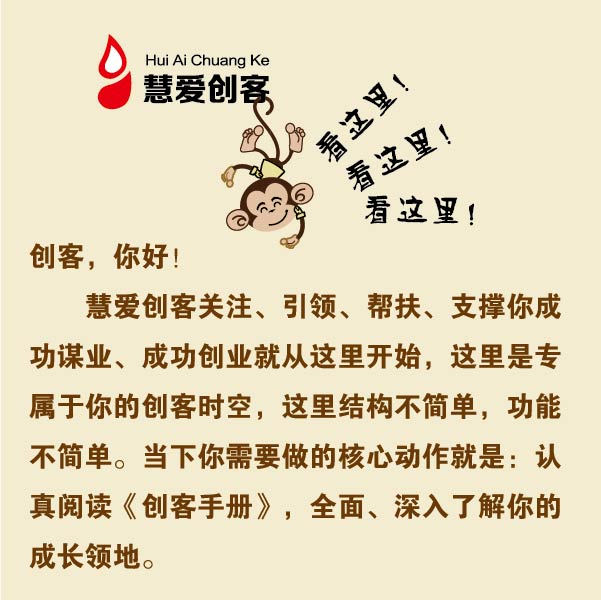 Hui Ai Chuang Ke
慧爱创客
看这里！
看这里！
看这里！
创客，你好！
慧爱创客关注、引领、帮扶、支撑你成
功谋业、成功创业就从这里开始，这里是专
属于你的创客时空，这里结构不简单，功能
不简单。当下你需要做的核心动作就是：认
真阅读《创客手册》，全面、深入了解你的
成长领地。